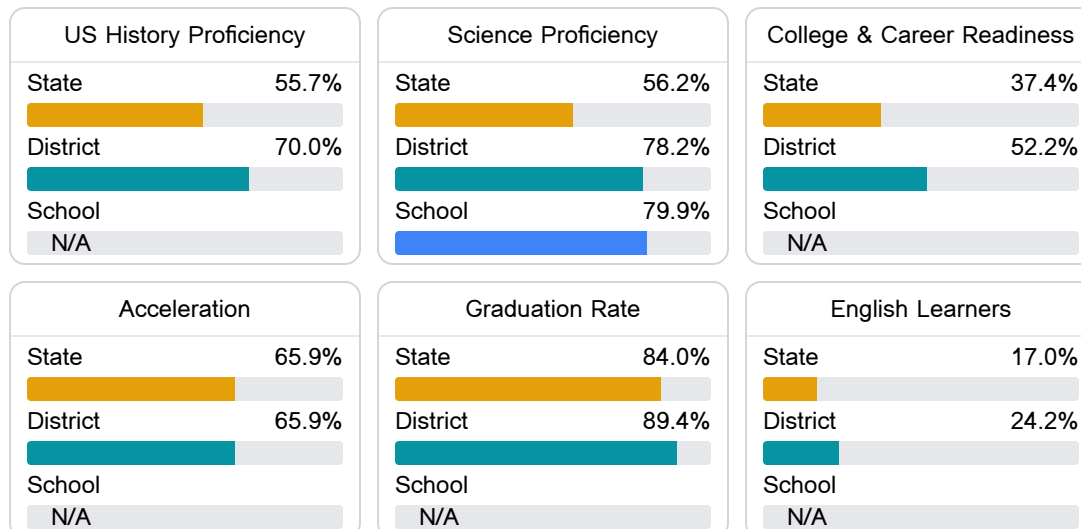 US History Proficiency
State 55.7%
District 70.0%
School
N/A
Science Proficiency
State 56.2%
District 78.2%
School 79.9%
College & Career Readiness
State 37.4%
District 52.2%
School
N/A
Acceleration
State 65.9%
District 65.9%
School
N/A
Graduation Rate
State 84.0%
District 89.4%
School
N/A
English Learners
State 17.0%
District 24.2%
School
N/A